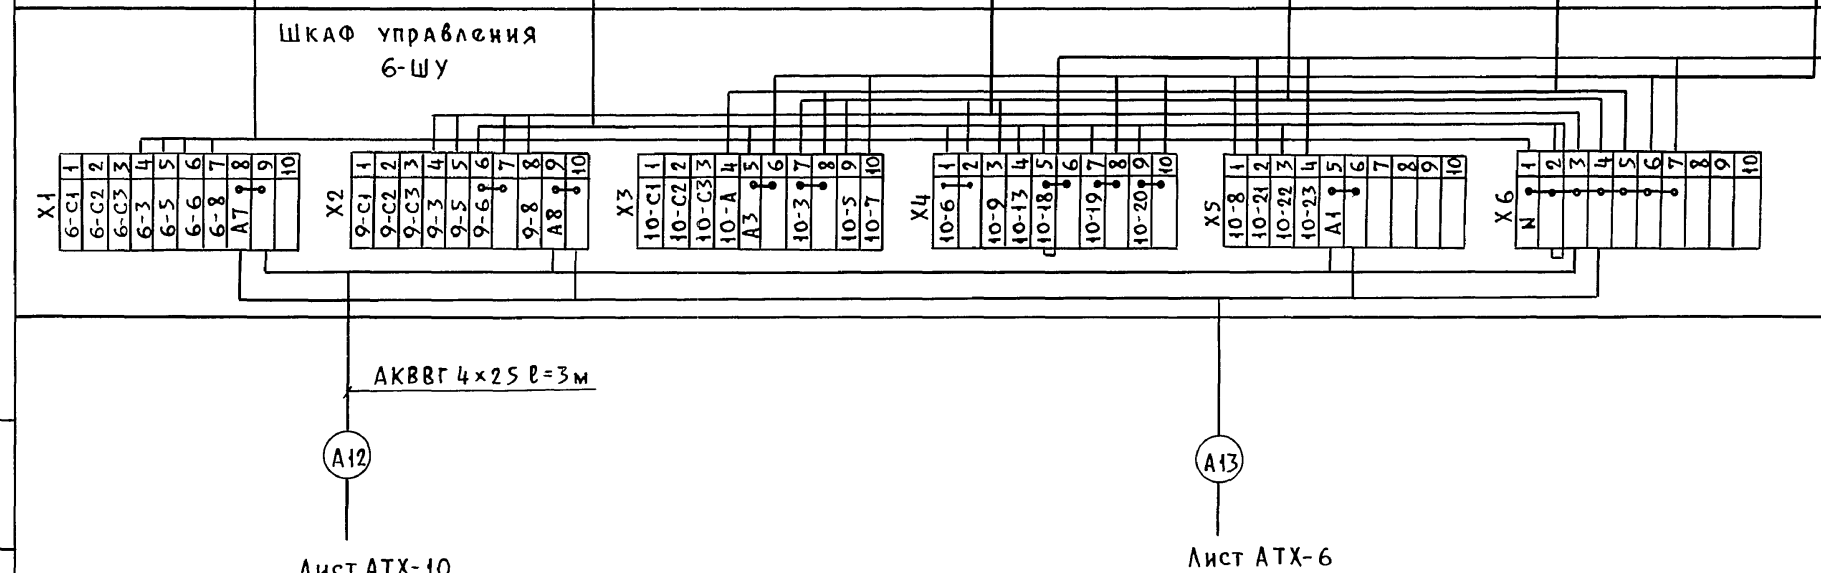 Шкаф управления
6-ШУ
X1
1 2 3 4 5 6 7 8 9 10
6-C1 6-C2 6-C3 6-3 6-5 6-6 6-8 A7
X2
1 2 3 4 5 6 7 8 9 10
9-C1 9-C2 9-C3 9-3 9-5 9-6 9-8 A8
X3
1 2 3 4 5 6 7 8 9 10
10-C1 10-C2 10-C3 10-A A3 10-3 10-5 10-7
X4
1 2 3 4 5 6 7 8 9 10
10-6 10-9 10-13 10-18 10-19 10-20
X5
1 2 3 4 5 6 7 8 9 10
10-8 10-21 10-22 10-23 A1
X6
1 2 3 4 5 6 7 8 9 10
N
АКВВГ 4×25 ℓ=3м
А12
А13
Лист АТХ-10
Лист АТХ-6